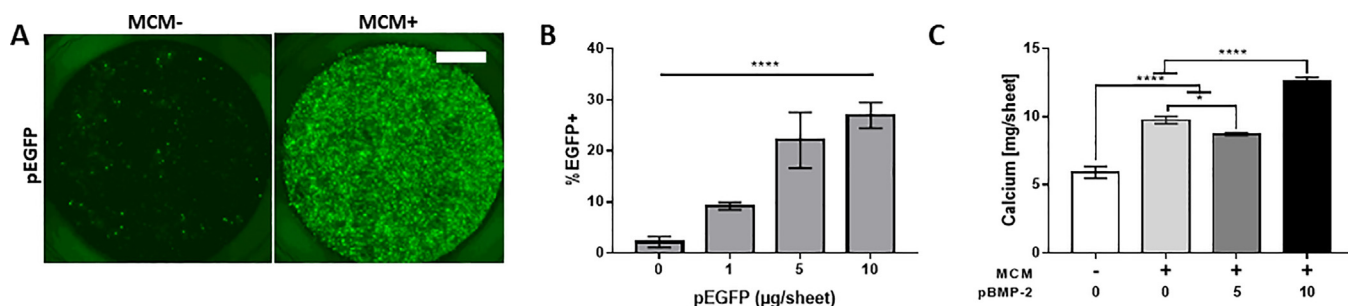 A
MCM-
MCM+
pEGFP
B
%EGFP+
40
30
20
10
0
****
0 1 5 10
pEGFP (µg/sheet)
C
Calcium [mg/sheet]
15
10
5
0
****
****
*
MCM - + + +
pBMP-2 0 0 5 10